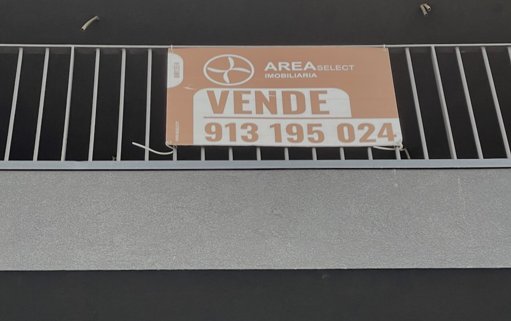 AREA SELECT
IMOBILIARIA
VENDE
913 195 024